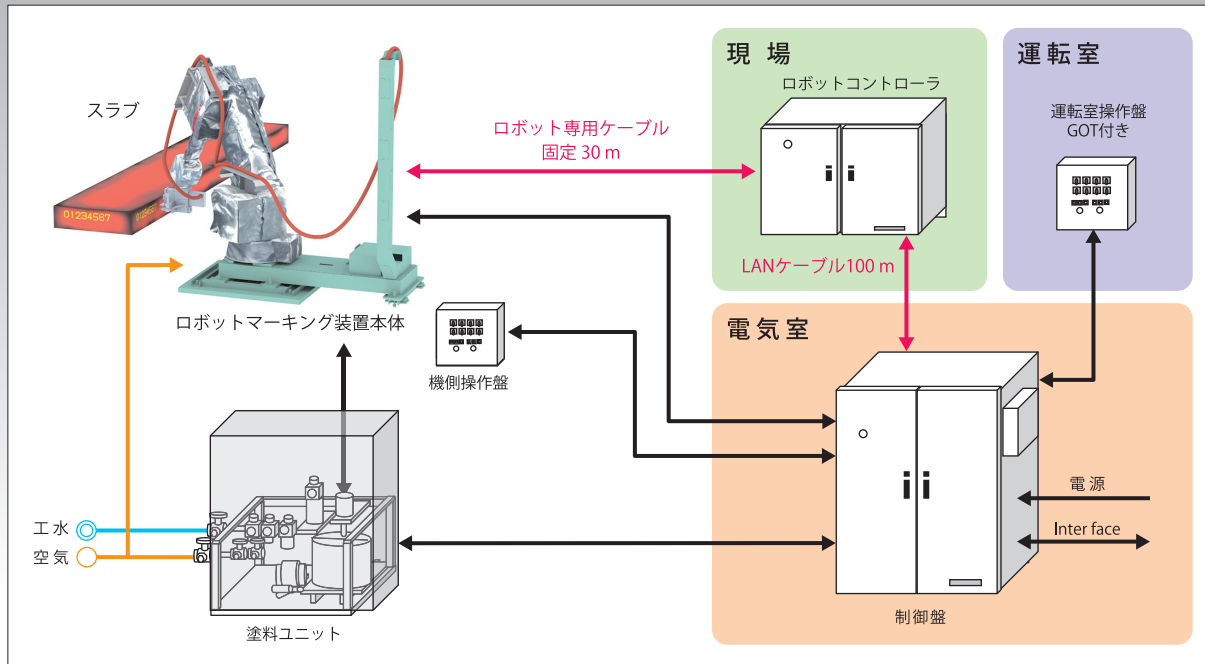 現場
ロボットコントローラ
運転室
運転室操作盤
GOT付き
スラブ
ロボット専用ケーブル
固定 30 m
01234567
01234567
LANケーブル100 m
ロボットマーキング装置本体
機側操作盤
電気室
電源
Inter face
工水
空気
制御盤
塗料ユニット